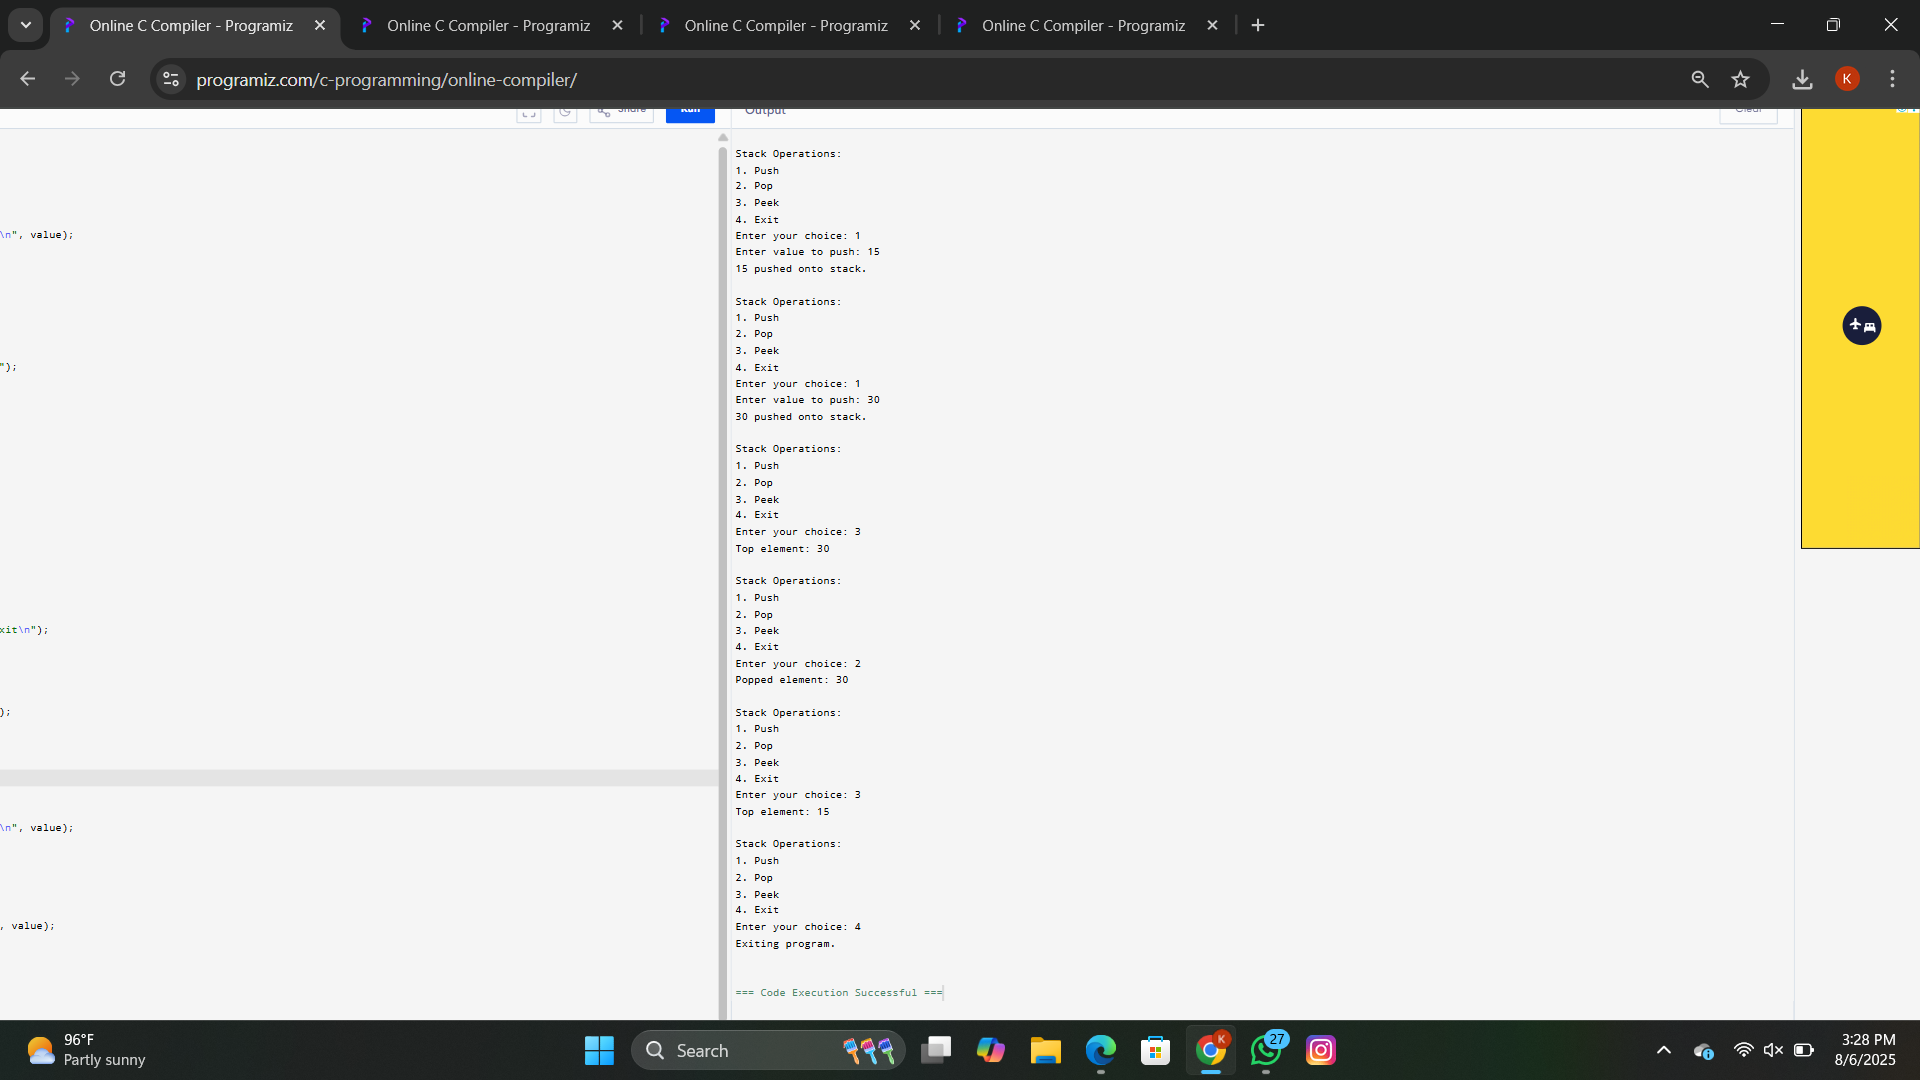 Online C Compiler - Programiz
Online C Compiler - Programiz
Online C Compiler - Programiz
Online C Compiler - Programiz
programiz.com/c-programming/online-compiler/
K
Share
Run
Output
Clear
\n", value);
");
xit\n");
);
\n", value);
, value);
Stack Operations:
1. Push
2. Pop
3. Peek
4. Exit
Enter your choice: 1
Enter value to push: 15
15 pushed onto stack.
Stack Operations:
1. Push
2. Pop
3. Peek
4. Exit
Enter your choice: 1
Enter value to push: 30
30 pushed onto stack.
Stack Operations:
1. Push
2. Pop
3. Peek
4. Exit
Enter your choice: 3
Top element: 30
Stack Operations:
1. Push
2. Pop
3. Peek
4. Exit
Enter your choice: 2
Popped element: 30
Stack Operations:
1. Push
2. Pop
3. Peek
4. Exit
Enter your choice: 3
Top element: 15
Stack Operations:
1. Push
2. Pop
3. Peek
4. Exit
Enter your choice: 4
Exiting program.
=== Code Execution Successful ===
96°F
Partly sunny
Search
K
27
3:28 PM
8/6/2025